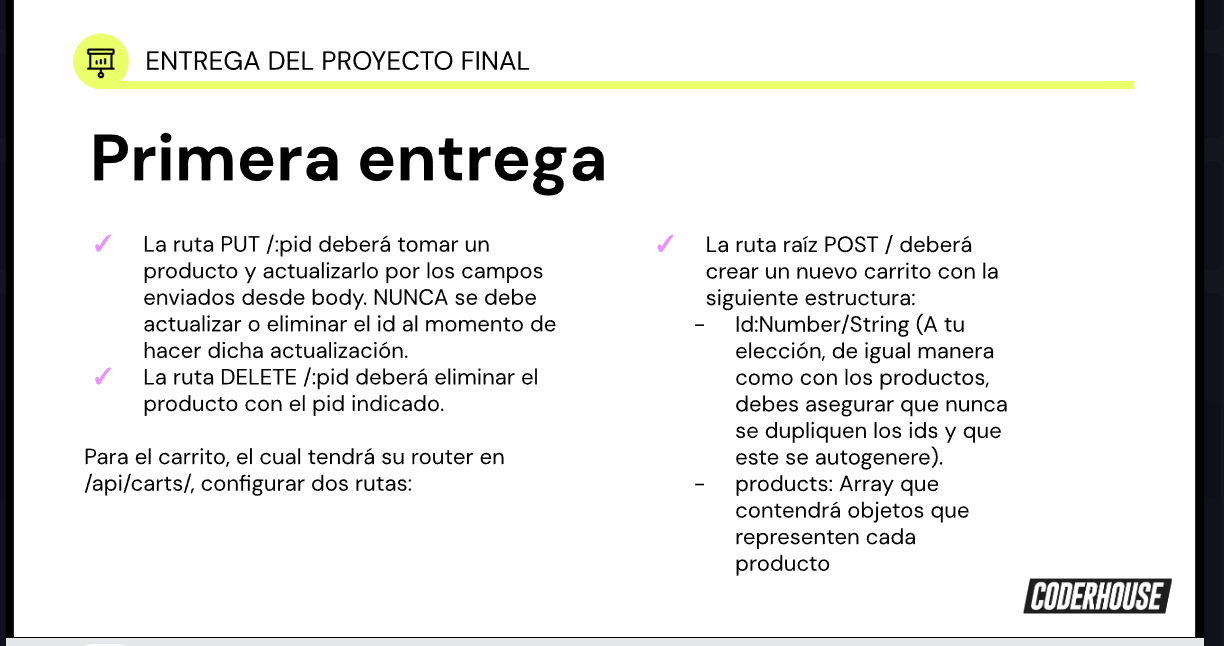 ENTREGA DEL PROYECTO FINAL
Primera entrega
✓ La ruta PUT /:pid deberá tomar un
producto y actualizarlo por los campos
enviados desde body. NUNCA se debe
actualizar o eliminar el id al momento de
hacer dicha actualización.
✓ La ruta DELETE /:pid deberá eliminar el
producto con el pid indicado.
Para el carrito, el cual tendrá su router en
/api/carts/, configurar dos rutas:
✓ La ruta raíz POST / deberá
crear un nuevo carrito con la
siguiente estructura:
- Id:Number/String (A tu
elección, de igual manera
como con los productos,
debes asegurar que nunca
se dupliquen los ids y que
este se autogenere).
- products: Array que
contendrá objetos que
representen cada
producto
CODERHOUSE